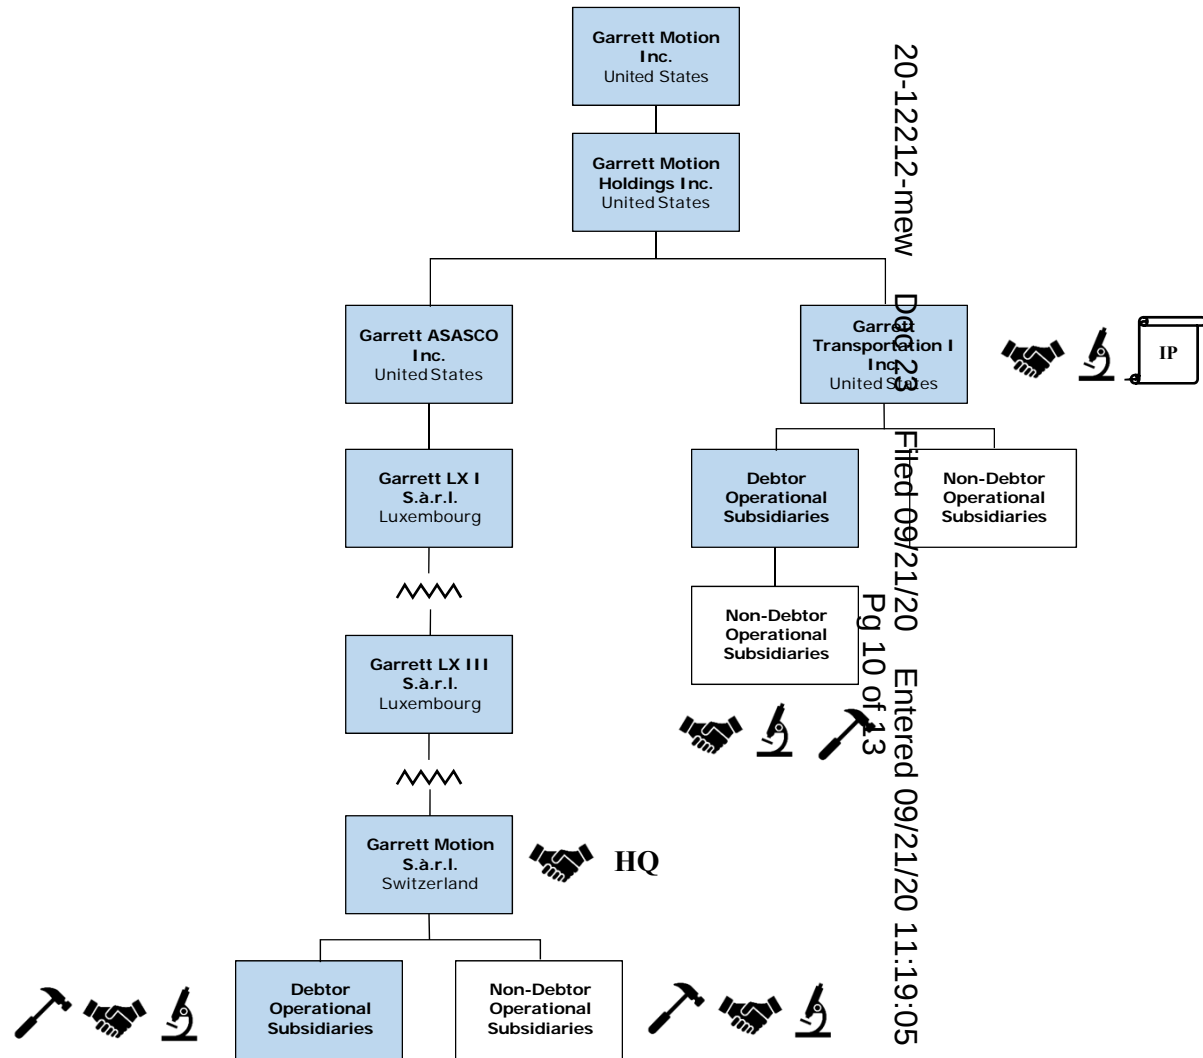 Garrett Motion
Inc.
United States
Garrett Motion
Holdings Inc.
United States
Garrett ASASCO
Inc.
United States
Garrett
Transportation I
Inc.
United States
IP
Garrett LX I
S.à.r.l.
Luxembourg
Debtor
Operational
Subsidiaries
Non-Debtor
Operational
Subsidiaries
Non-Debtor
Operational
Subsidiaries
Garrett LX III
S.à.r.l.
Luxembourg
Garrett Motion
S.à.r.l.
Switzerland
HQ
Debtor
Operational
Subsidiaries
Non-Debtor
Operational
Subsidiaries
20-12212-mew Doc 23 Filed 09/21/20 Entered 09/21/20 11:19:05
Pg 10 of 13